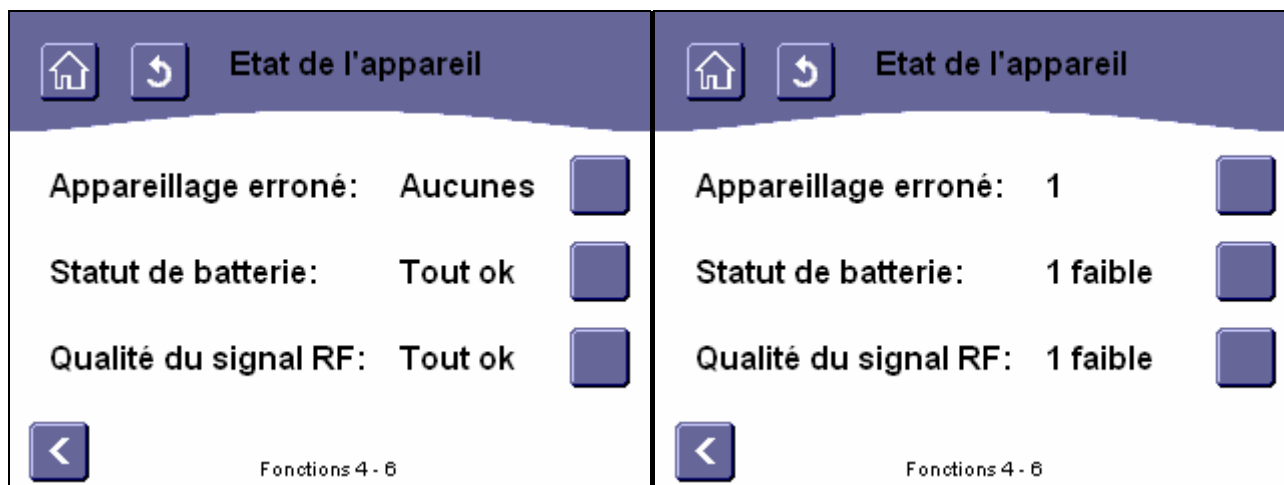 Etat de l'appareil
Appareillage erroné: Aucunes
Statut de batterie: Tout ok
Qualité du signal RF: Tout ok
Fonctions 4 - 6
Etat de l'appareil
Appareillage erroné: 1
Statut de batterie: 1 faible
Qualité du signal RF: 1 faible
Fonctions 4 - 6